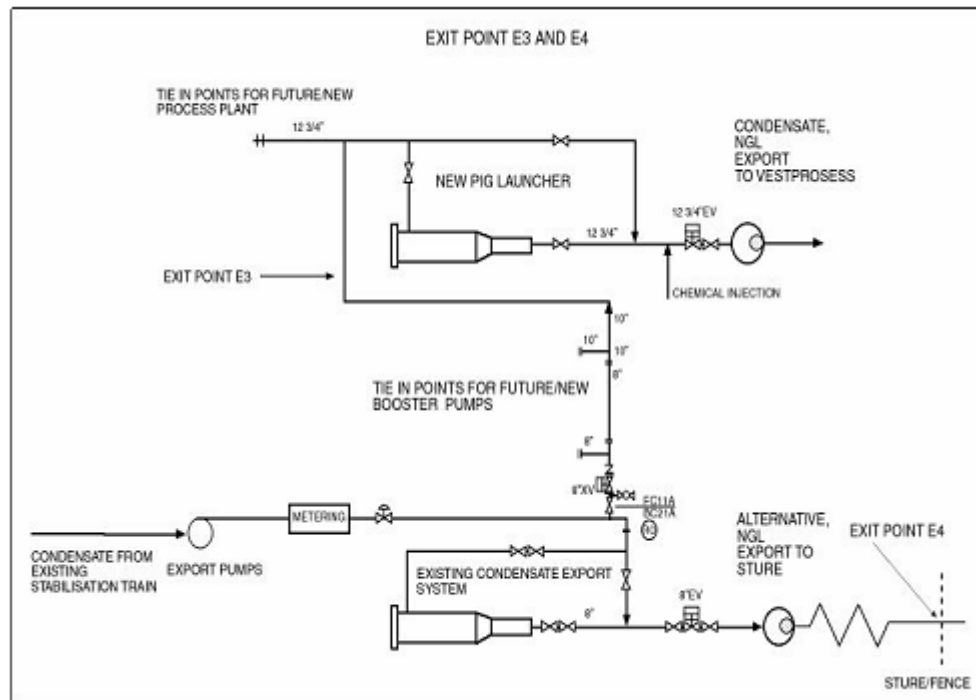 EXIT POINT E3 AND E4
TIE IN POINTS FOR FUTURE/NEW
PROCESS PLANT
12 3/4"
CONDENSATE,
NGL
EXPORT
TO VESTPROSESS
NEW PIG LAUNCHER
12 3/4"EV
12 3/4"
EXIT POINT E3
CHEMICAL INJECTION
10"
10"
10"
8"
TIE IN POINTS FOR FUTURE/NEW
BOOSTER PUMPS
8"
8"XV
EC11A
BC21A
METERING
ALTERNATIVE,
NGL
EXPORT TO
STURE
EXIT POINT E4
CONDENSATE FROM
EXISTING
STABILISATION TRAIN
EXPORT PUMPS
EXISTING CONDENSATE EXPORT
SYSTEM
8"
8"EV
STURE/FENCE